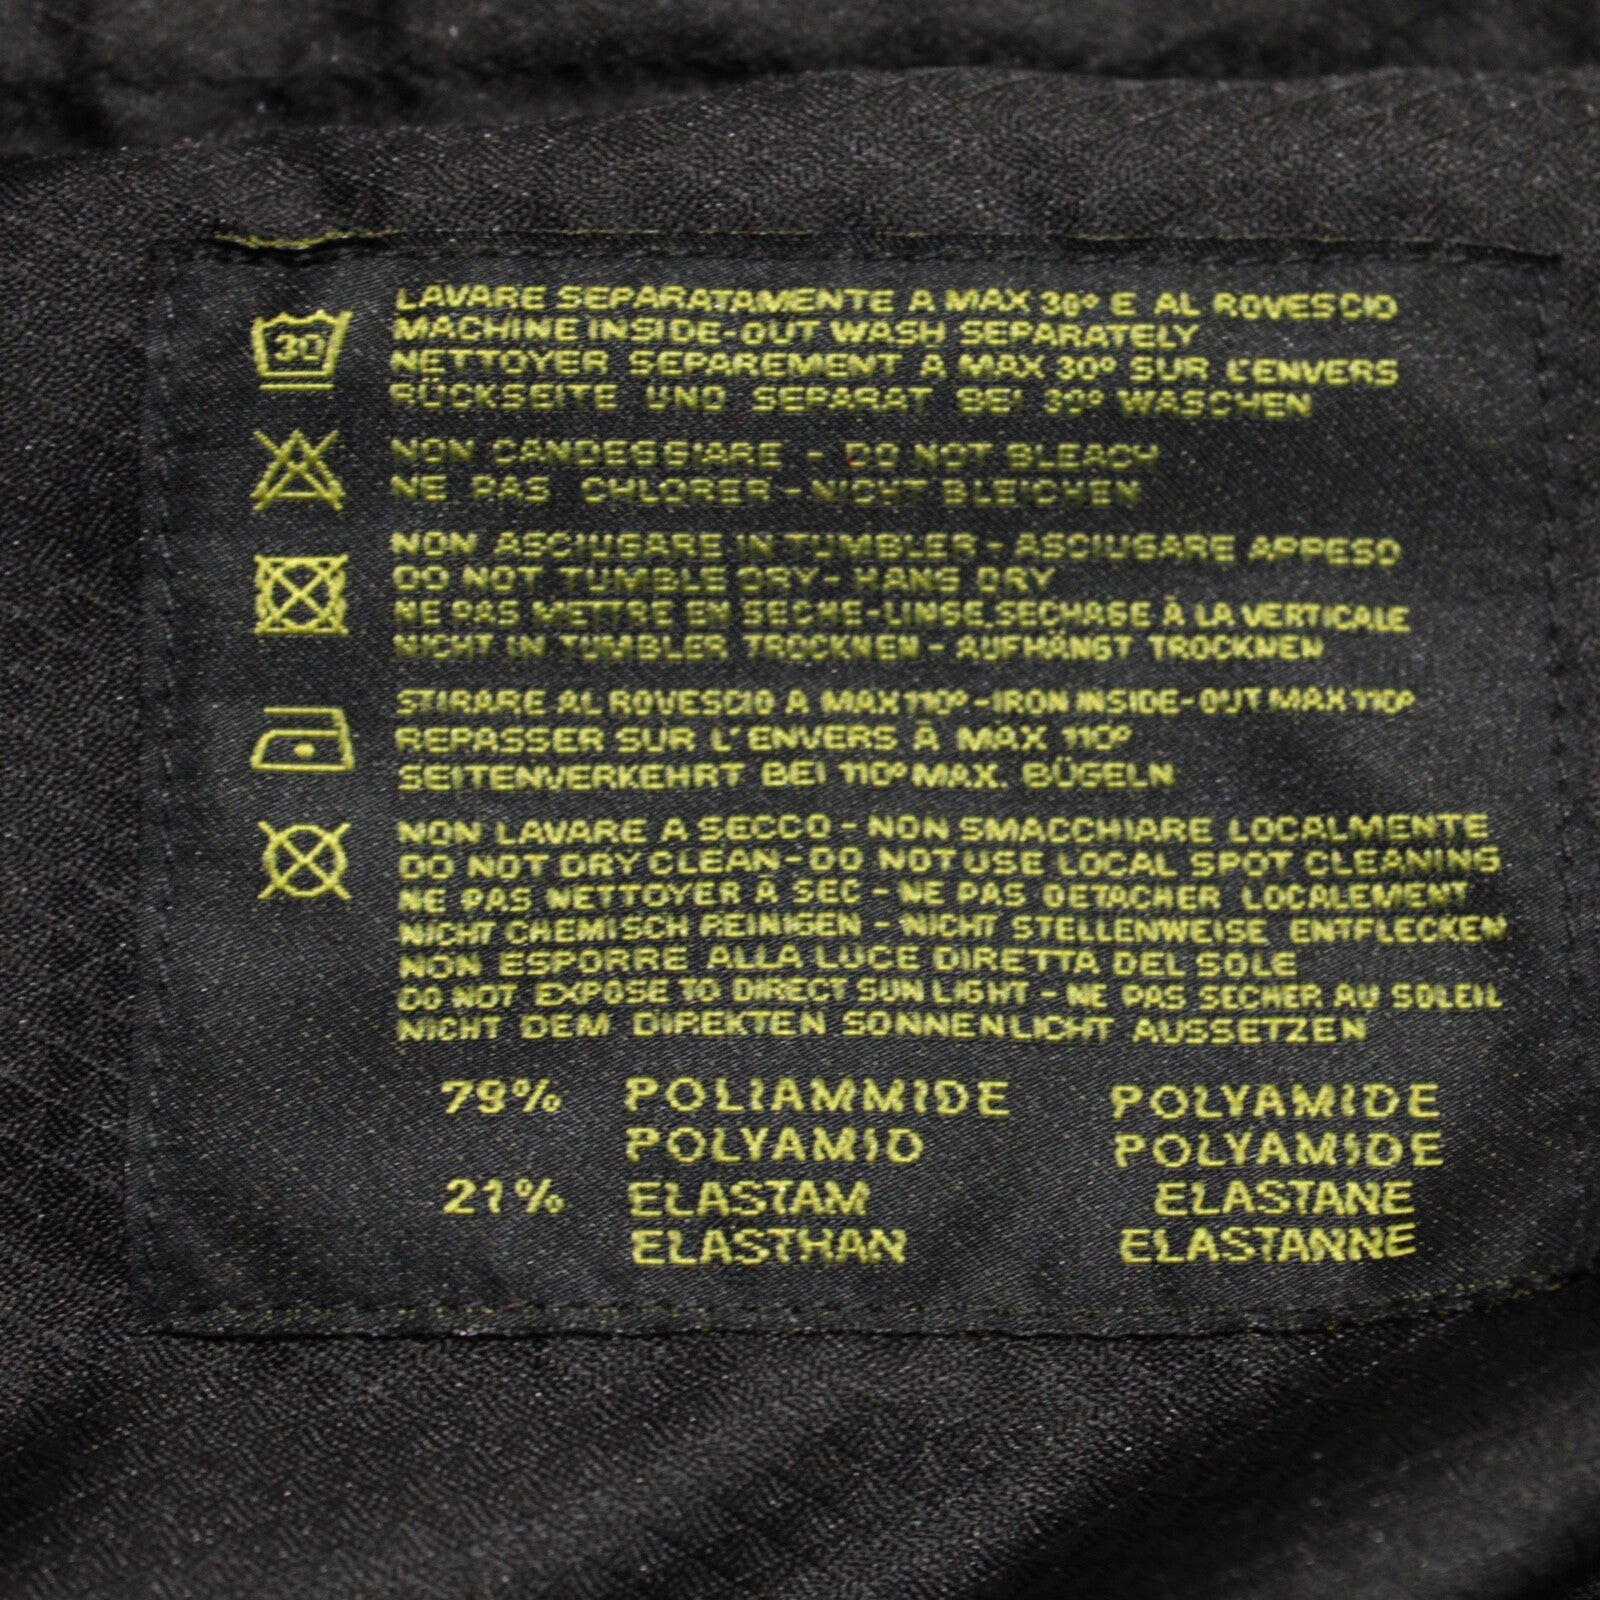 30
LAVARE SEPARATAMENTE A MAX 30° E AL ROVESCIO
MACHINE INSIDE-OUT WASH SEPARATELY
NETTOYER SEPAREMENT A MAX 30° SUR L'ENVERS
RÜCKSEITE UND SEPARAT BEI 30° WASCHEN
NON CANDEGGIARE - DO NOT BLEACH
NE PAS CHLORER - NICHT BLEICHEN
NON ASCIUGARE IN TUMBLER - ASCIUGARE APPESO
DO NOT TUMBLE DRY - HANG DRY
NE PAS METTRE EN SECHE-LINGE SECHAGE À LA VERTICALE
NICHT IN TUMBLER TROCKNEN - AUFHÄNGT TROCKNEN
STIRARE AL ROVESCIO A MAX 110° - IRON INSIDE-OUT MAX 110°
REPASSER SUR L'ENVERS À MAX 110°
SEITENVERKEHRT BEI 110° MAX. BÜGELN
NON LAVARE A SECCO - NON SMACCHIARE LOCALMENTE
DO NOT DRY CLEAN - DO NOT USE LOCAL SPOT CLEANING
NE PAS NETTOYER À SEC - NE PAS DETACHER LOCALEMENT
NICHT CHEMISCH REINIGEN - NICHT STELLENWEISE ENTFLECKEN
NON ESPORRE ALLA LUCE DIRETTA DEL SOLE
DO NOT EXPOSE TO DIRECT SUN LIGHT - NE PAS SECHER AU SOLEIL
NICHT DEM DIREKTEN SONNENLICHT AUSSETZEN
79% POLIAMMIDE POLYAMIDE
POLYAMID POLYAMIDE
21% ELASTAM ELASTANE
ELASTHAN ELASTANNE